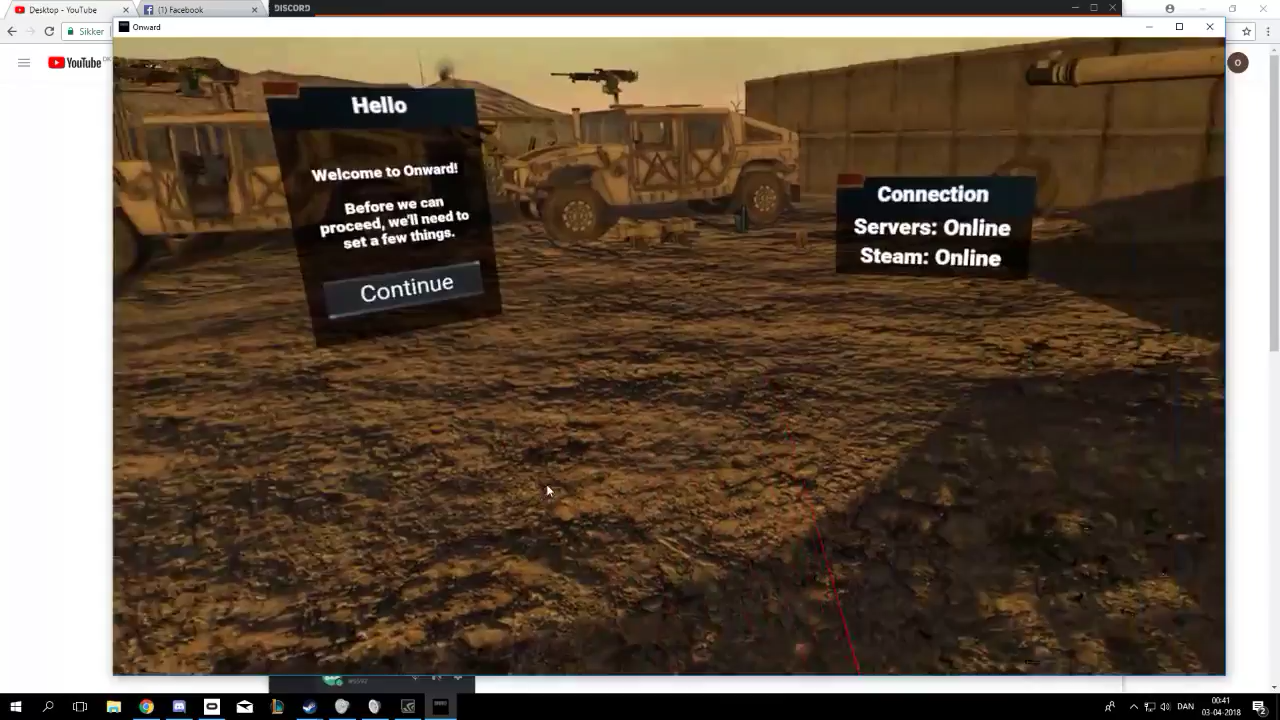 Desktop - YouTube
(1) Facebook
DISCORD
Onward
Sikker
YouTube
Hello
Welcome to Onward!
Before we can
proceed, we'll need to
set a few things.
Continue
Connection
Servers: Online
Steam: Online
DAN
00:41
03-04-2018